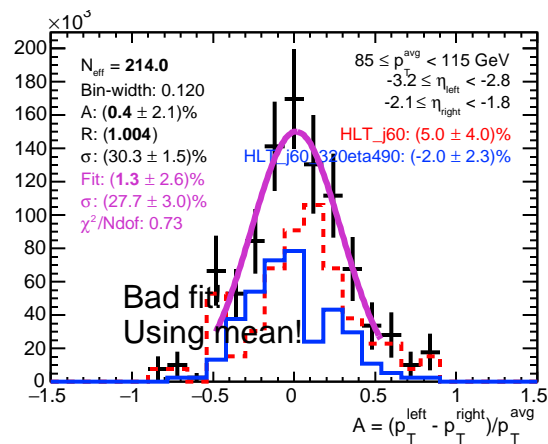 ×10³
200
180
160
140
120
100
80
60
40
20
0
N_eff = 214.0
Bin-width: 0.120
A: (0.4 ± 2.1)%
R: (1.004)
σ: (30.3 ± 1.5)%
Fit: (1.3 ± 2.6)%
σ: (27.7 ± 3.0)%
χ²/Ndof: 0.73
85 ≤ p_T^avg < 115 GeV
-3.2 ≤ η_left < -2.8
-2.1 ≤ η_right < -1.8
HLT_j60: (5.0 ± 4.0)%
HLT_j60_320eta490: (-2.0 ± 2.3)%
Bad fit!
Using mean!
−1.5 −1 −0.5 0 0.5 1 1.5
A = (p_T^left - p_T^right)/p_T^avg